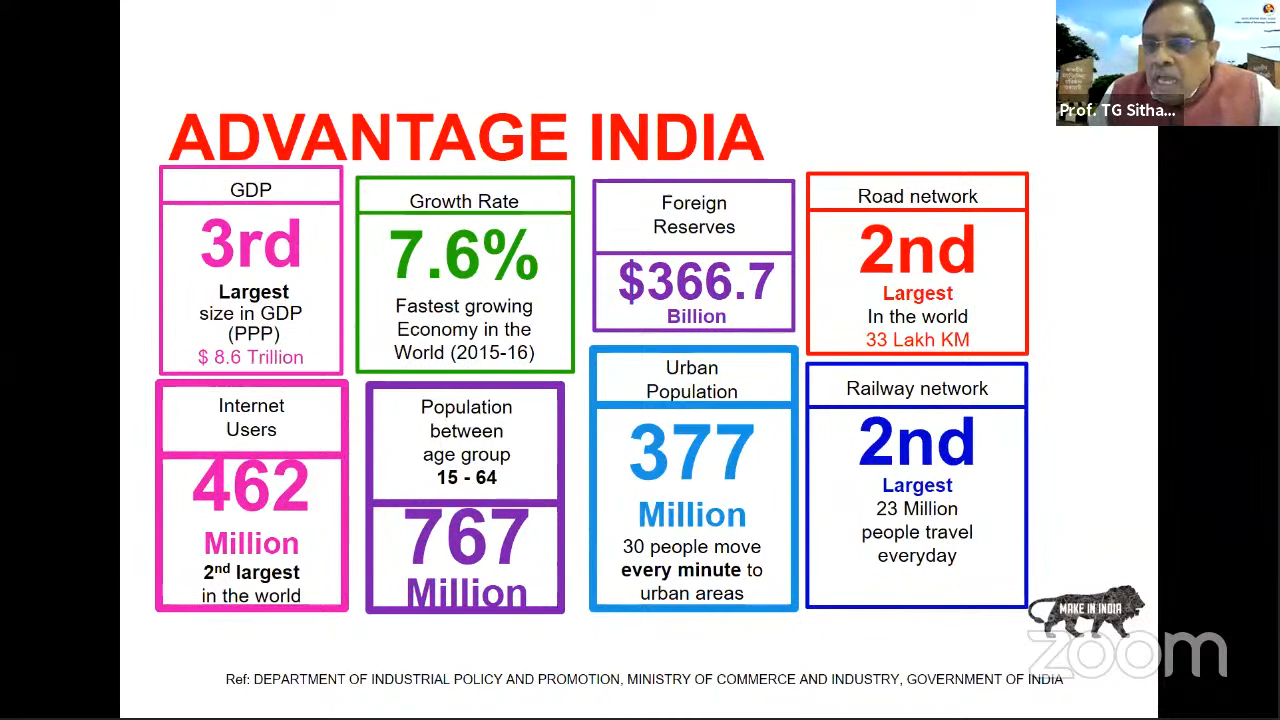 ADVANTAGE INDIA
GDP
3rd
Largest
size in GDP
(PPP)
$ 8.6 Trillion
Growth Rate
7.6%
Fastest growing
Economy in the
World (2015-16)
Foreign
Reserves
$366.7
Billion
Road network
2nd
Largest
In the world
33 Lakh KM
Internet
Users
462
Million
2nd largest
in the world
Population
between
age group
15 - 64
767
Million
Urban
Population
377
Million
30 people move
every minute to
urban areas
Railway network
2nd
Largest
23 Million
people travel
everyday
MAKE IN INDIA
zoom
Ref: DEPARTMENT OF INDUSTRIAL POLICY AND PROMOTION, MINISTRY OF COMMERCE AND INDUSTRY, GOVERNMENT OF INDIA
Prof. TG Sitha...